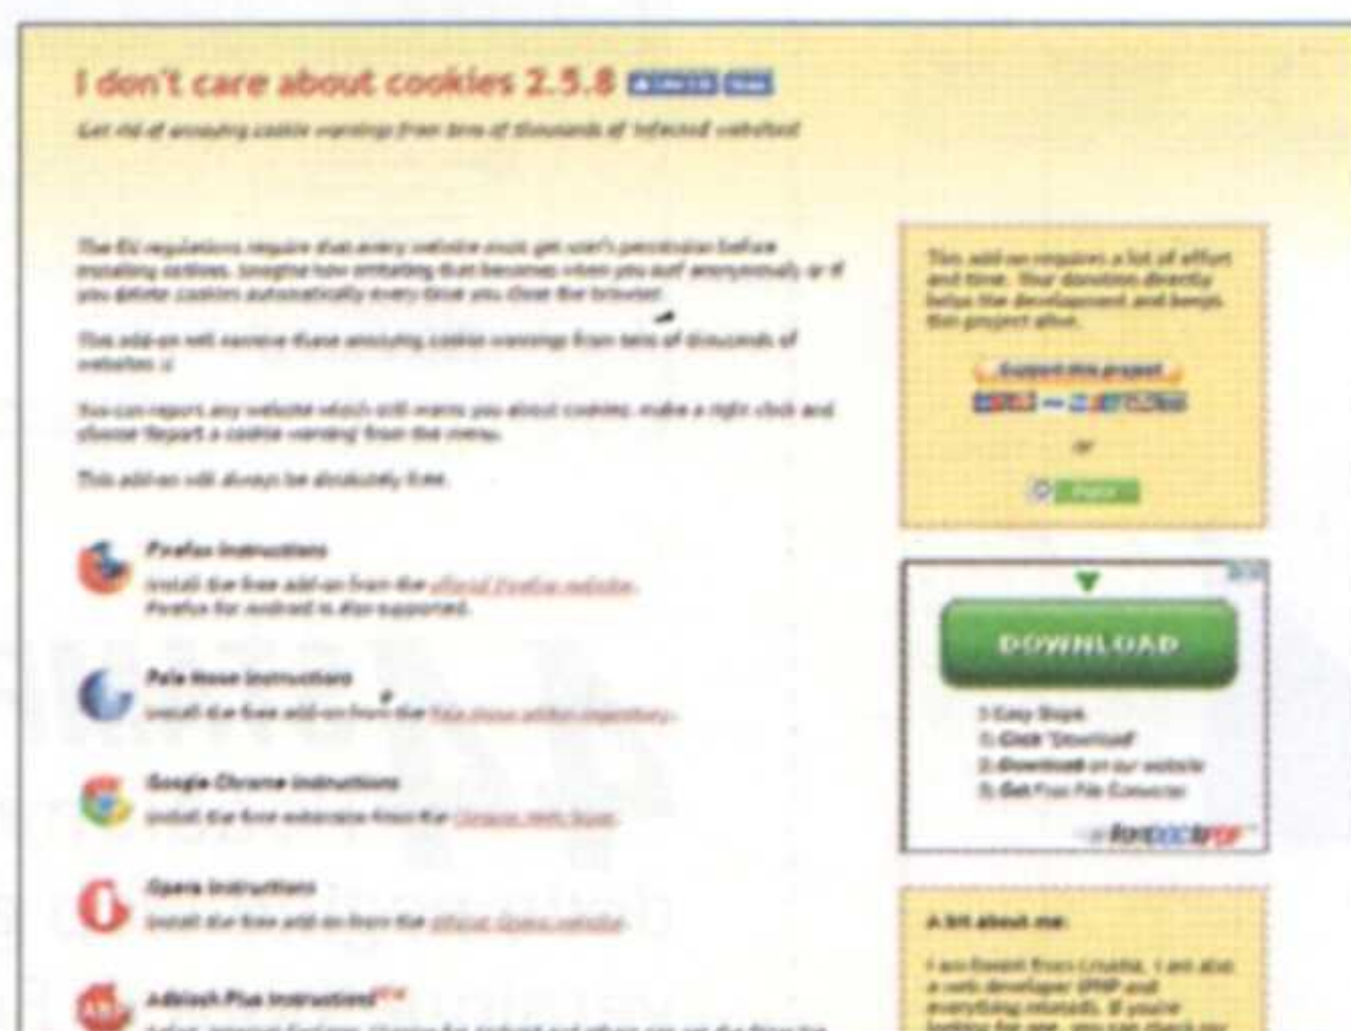 I don't care about cookies 2.5.8
Get rid of annoying cookie warnings from tens of thousands of infected websites!
The EU regulations require that every website must get user's permission before
installing cookies. Imagine how irritating that becomes when you surf anonymously or if
you delete cookies automatically every time you close the browser.
This add-on will remove these annoying cookie warnings from tens of thousands of
websites :)
You can report any website which still warns you about cookies, make a right click and
choose 'Report a cookie warning' from the menu.
This add-on will always be absolutely free.
Firefox instructions
Install the free add-on from the official Firefox website.
Firefox for Android is also supported.
Pale Moon instructions
Install the free add-on from the Pale Moon addon repository.
Google Chrome instructions
Install the free extension from the Chrome Web Store.
Opera instructions
Install the free add-on from the official Opera website.
Adblock Plus instructions NEW
This add-on requires a lot of effort
and time. Your donation directly
helps the development and keeps
this project alive.
Support this project
or
DOWNLOAD
3 Easy Steps:
1) Click "Download"
2) Download on our website
3) Get Free File Converter
A bit about me:
from Croatia. I am also
a web developer (PHP and
everything related). If you're
looking for one, you can